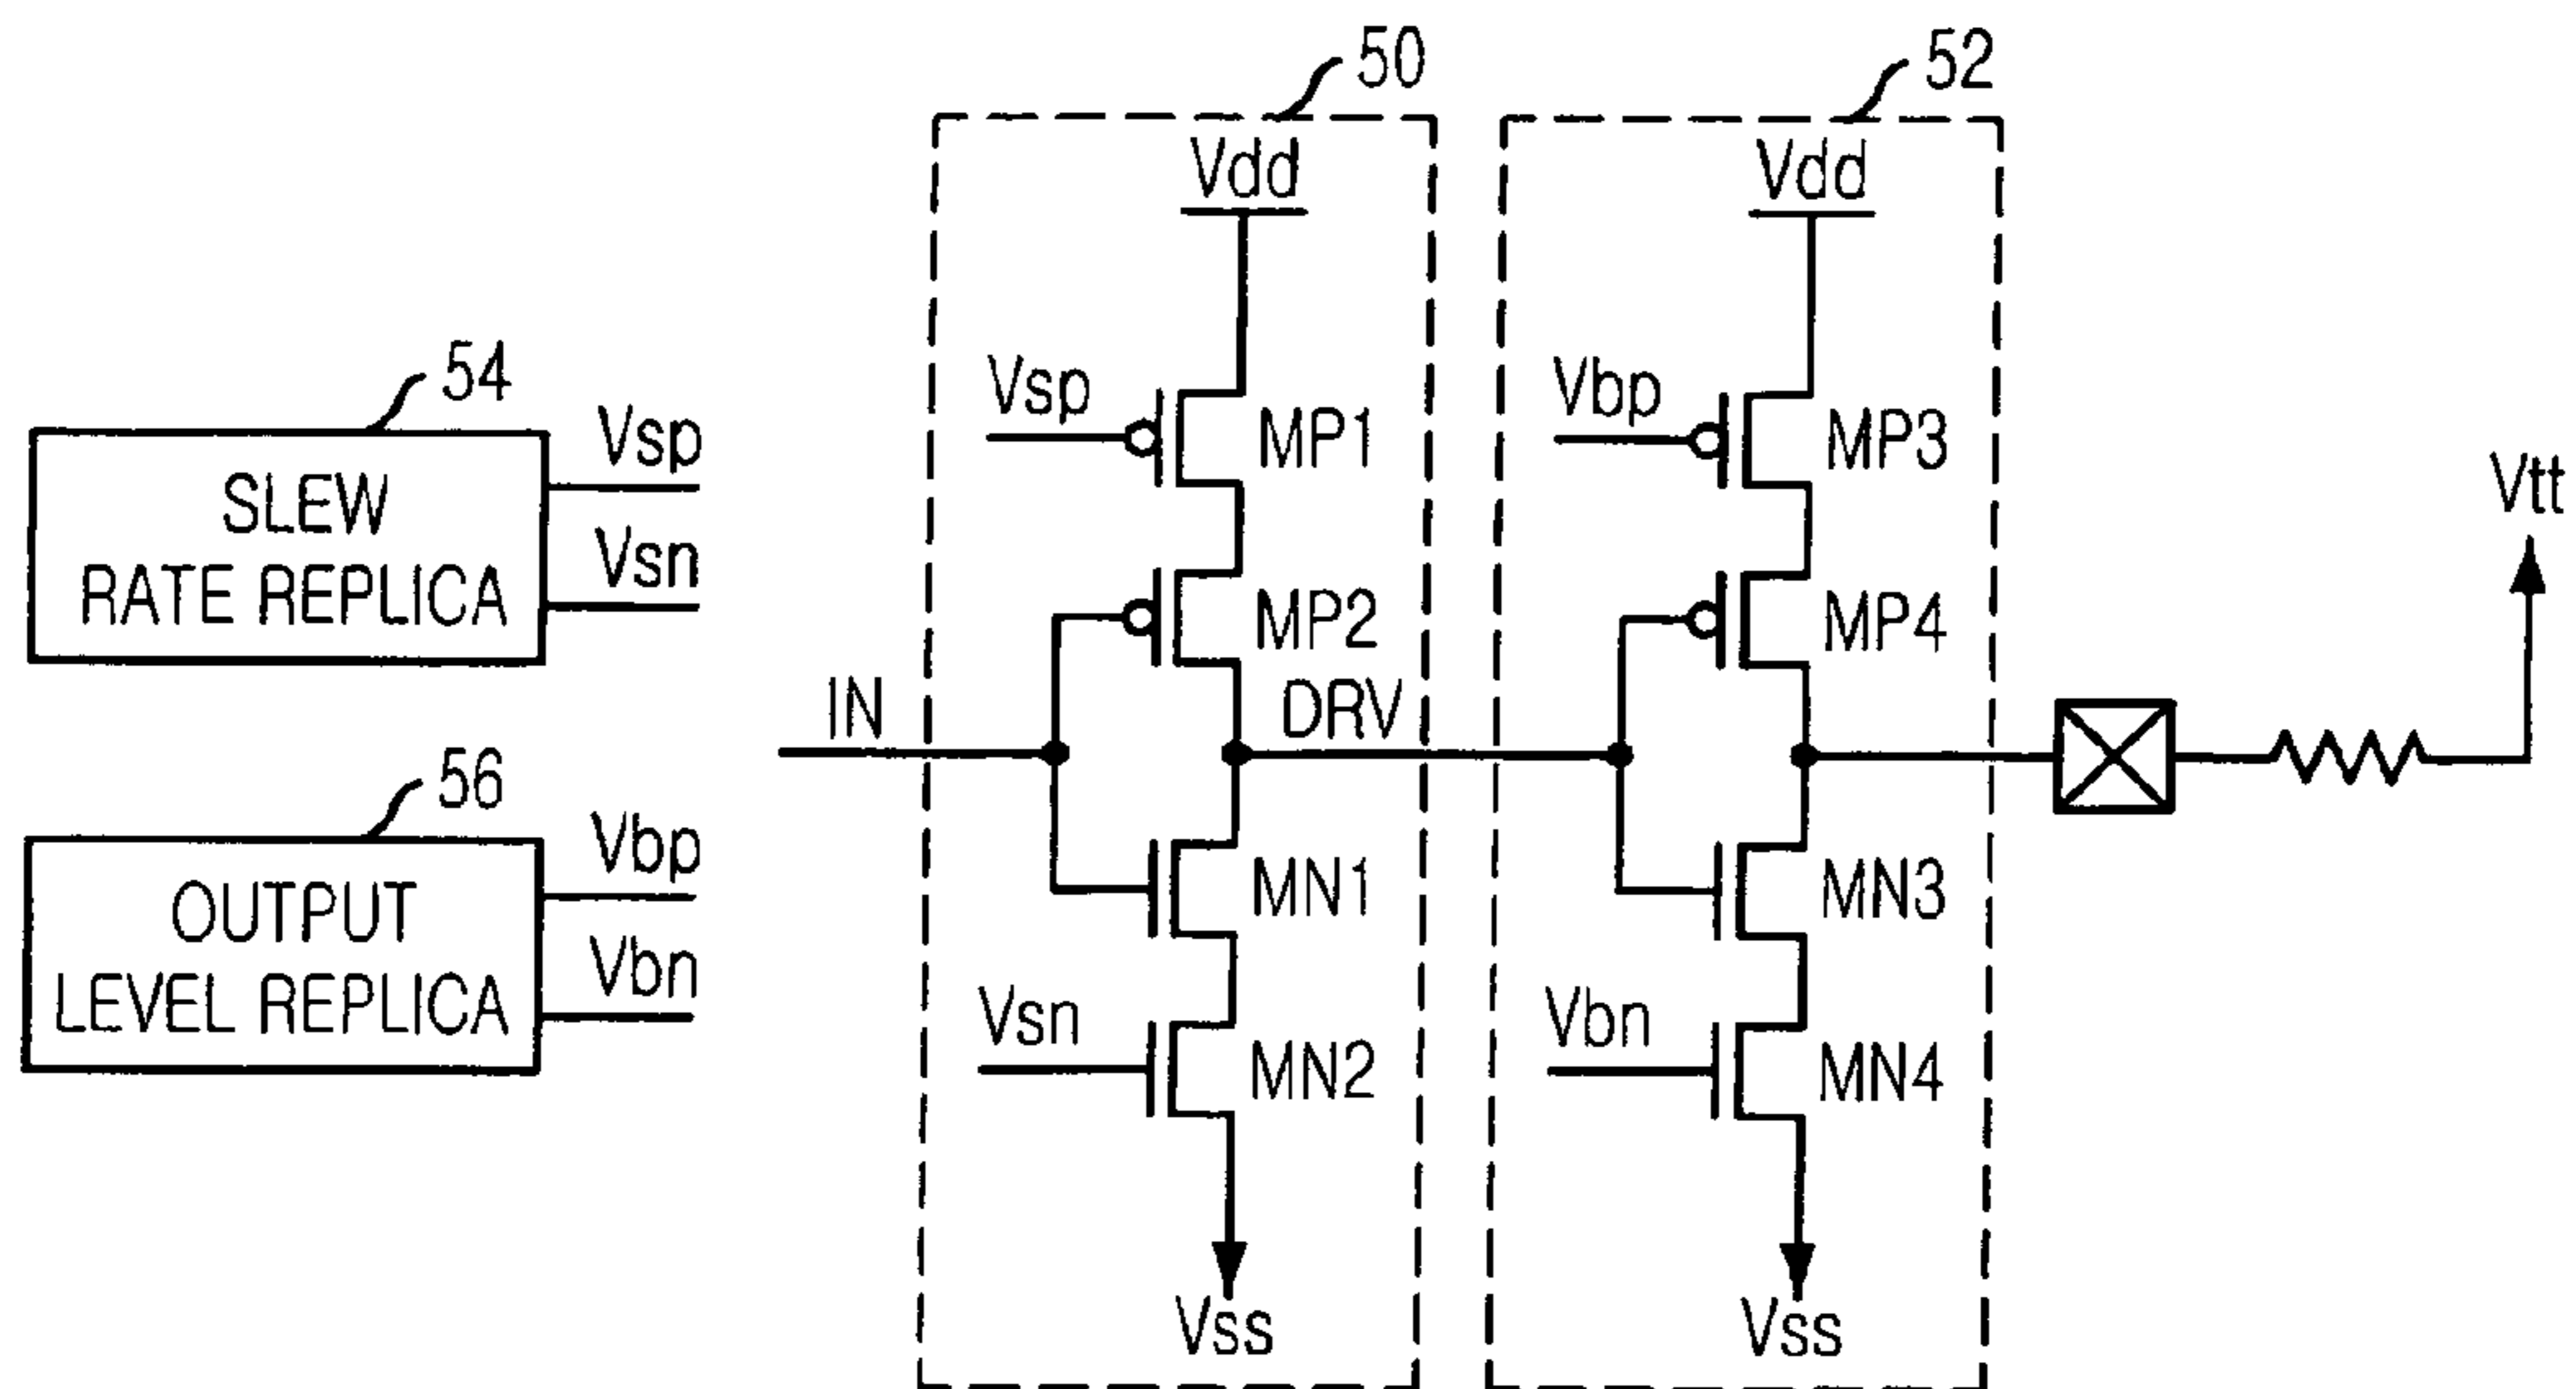 54
SLEW
RATE REPLICA
Vsp
Vsn
56
OUTPUT
LEVEL REPLICA
Vbp
Vbn
50
Vdd
Vsp
MP1
MP2
IN
DRV
MN1
Vsn
MN2
Vss
52
Vdd
Vbp
MP3
MP4
MN3
Vbn
MN4
Vss
Vtt